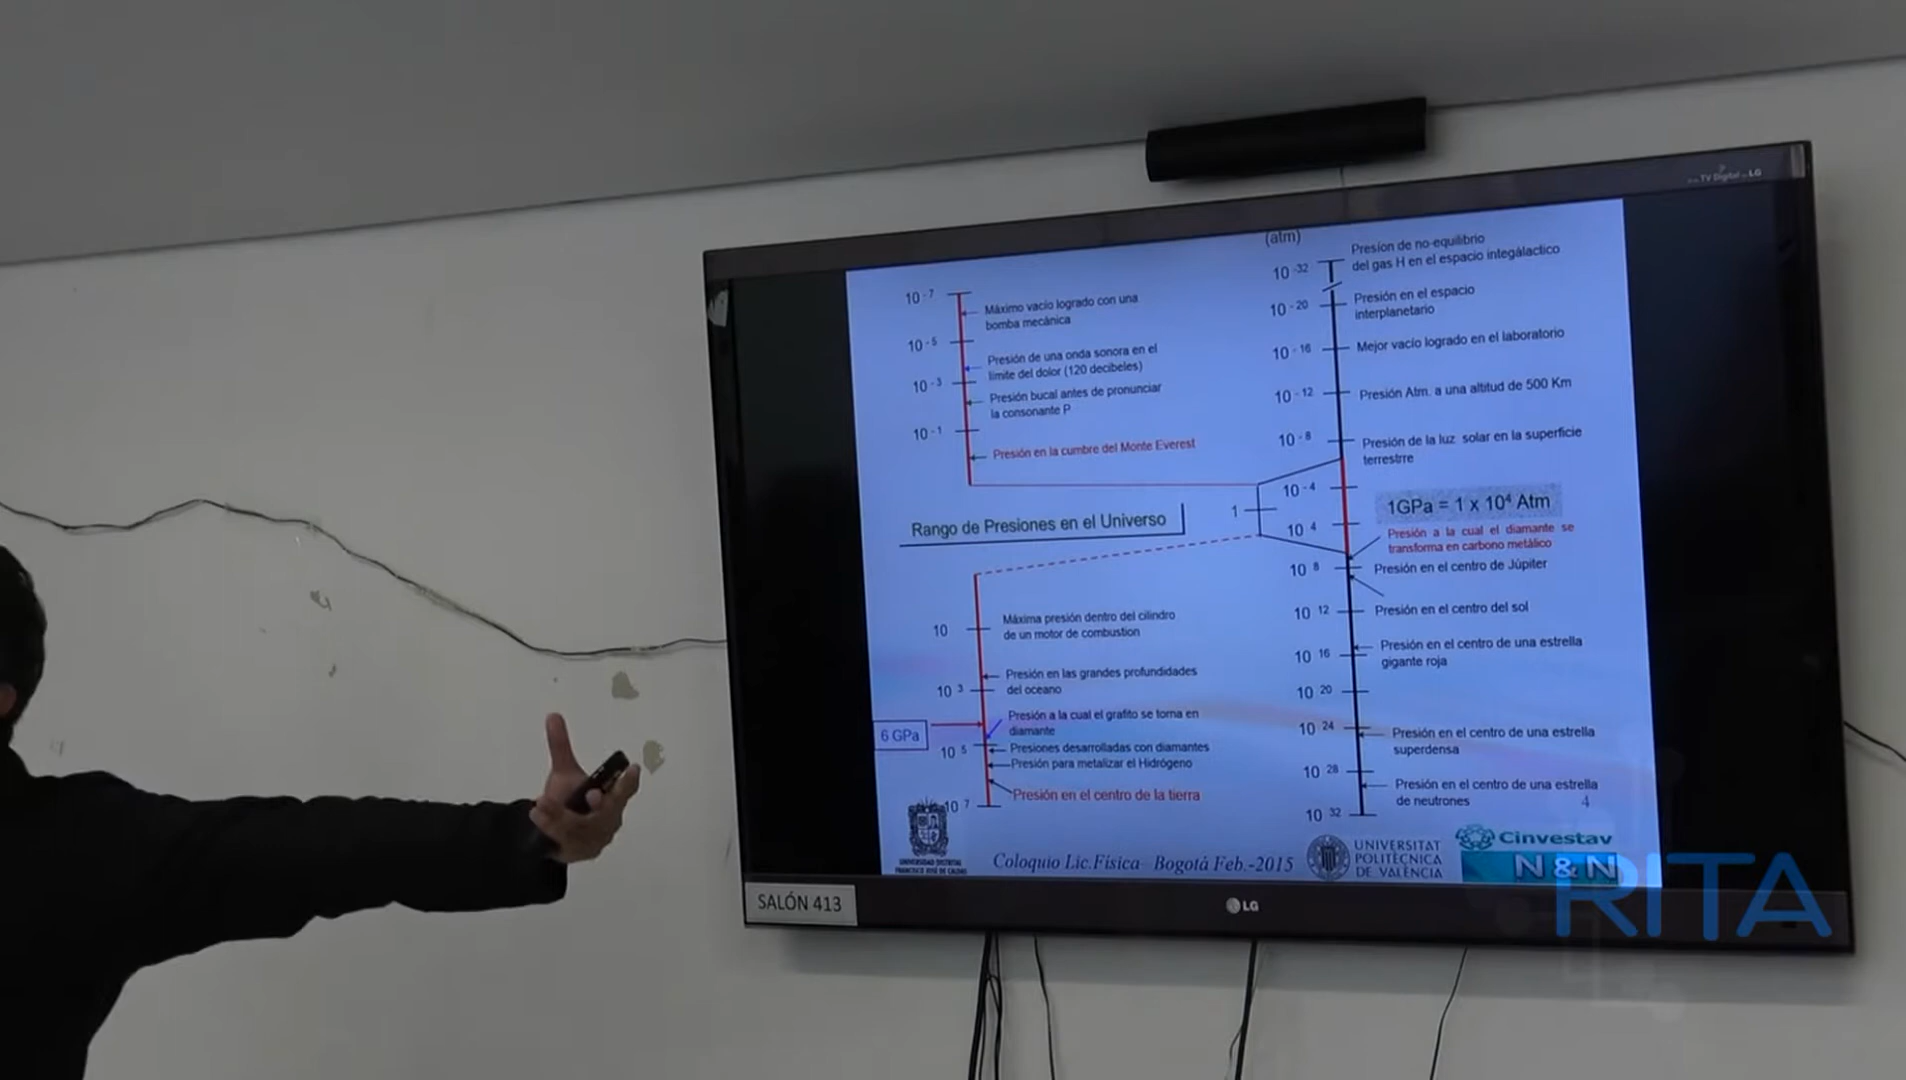 TV Digital LG
(atm)
10 -32
Presión de no-equilibrio
del gas H en el espacio integálactico
10 -20
Presión en el espacio
interplanetario
10 -16
Mejor vacío logrado en el laboratorio
10 -12
Presión Atm. a una altitud de 500 Km
10 -8
Presión de la luz solar en la superficie
terrestrre
10 -4
1
10 4
1GPa = 1 x 10⁴ Atm
Presión a la cual el diamante se
transforma en carbono metálico
10 8
Presión en el centro de Júpiter
10 12
Presión en el centro del sol
10 16
Presión en el centro de una estrella
gigante roja
10 20
10 24
Presión en el centro de una estrella
superdensa
10 28
Presión en el centro de una estrella
de neutrones
4
10 32
10 -7
Máximo vacío logrado con una
bomba mecánica
10 -5
Presión de una onda sonora en el
límite del dolor (120 decibeles)
10 -3
Presión bucal antes de pronunciar
la consonante P
10 -1
Presión en la cumbre del Monte Everest
Rango de Presiones en el Universo
10
Máxima presión dentro del cilindro
de un motor de combustion
Presión en las grandes profundidades
del oceano
10 3
6 GPa
Presión a la cual el grafito se torna en
diamante
10 5
Presiones desarrolladas con diamantes
Presión para metalizar el Hidrógeno
Presión en el centro de la tierra
10 7
UNIVERSIDAD DISTRITAL
FRANCISCO JOSÉ DE CALDAS
Coloquio Lic.Física- Bogotá Feb.-2015
UNIVERSITAT
POLITÈCNICA
DE VALÈNCIA
Cinvestav
N & N
RITA
SALÓN 413
LG